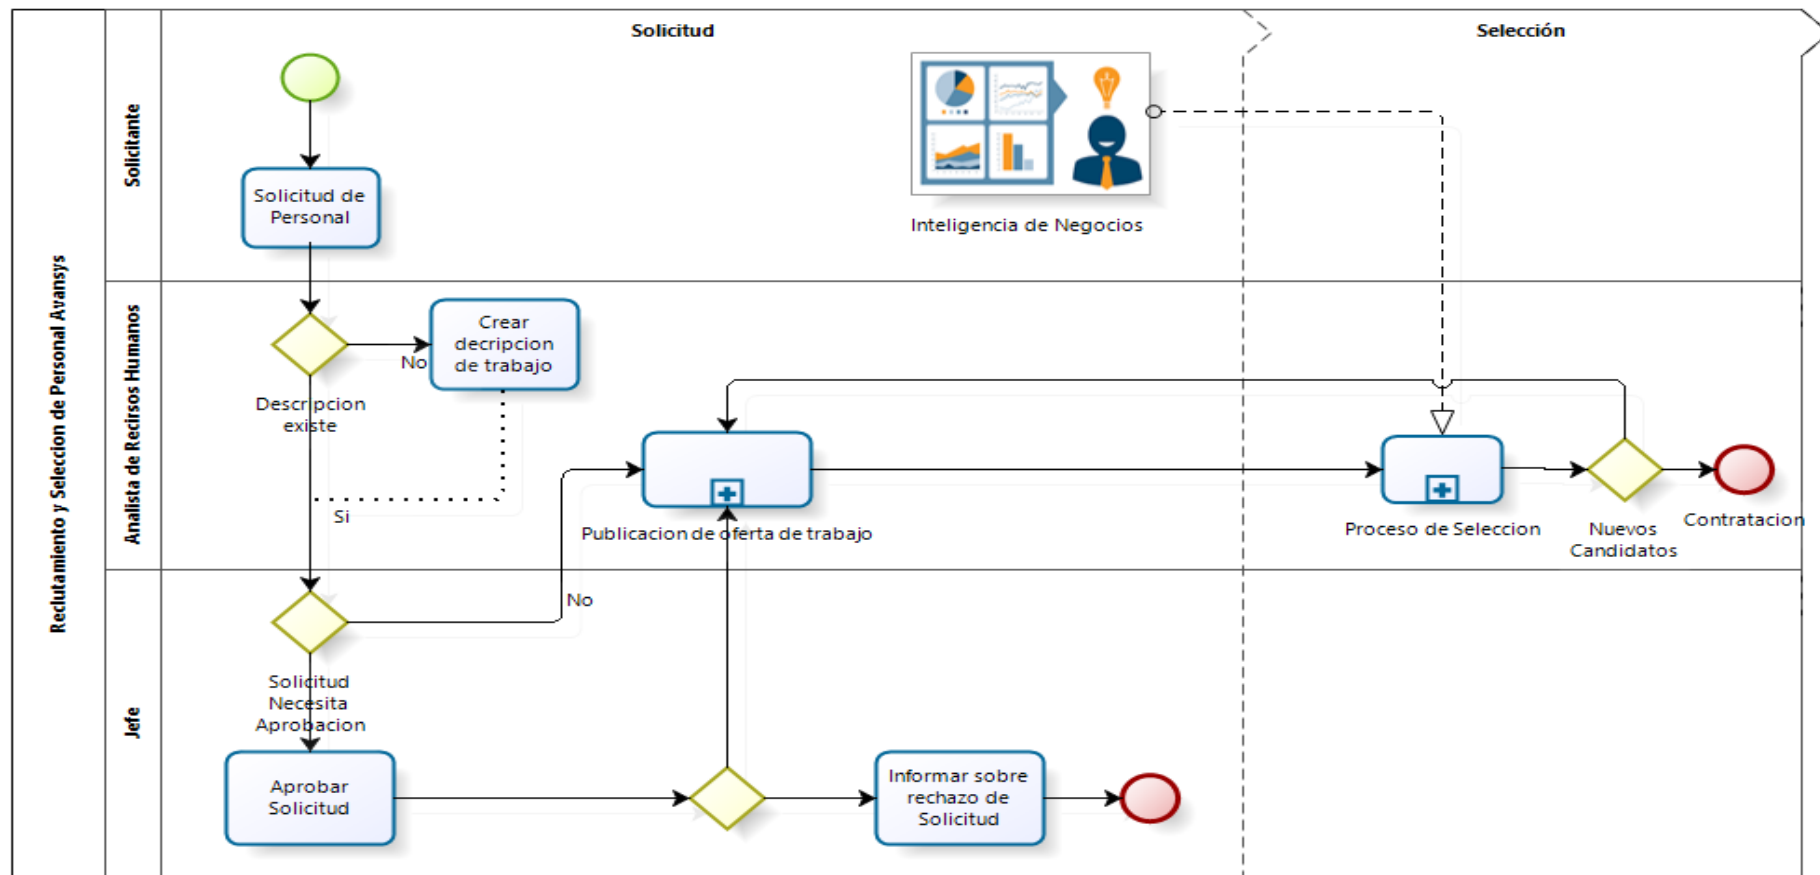 Solicitud
Selección
Reclutamiento y Seleccion de Personal Avansys
Solicitante
Solicitud de
Personal
Inteligencia de Negocios
Analista de Recirsos Humanos
Crear
decripcion
de trabajo
No
Descripcion
existe
Si
Publicacion de oferta de trabajo
Proceso de Seleccion
Nuevos
Candidatos
Contratacion
Jefe
No
Solicitud
Necesita
Aprobacion
Aprobar
Solicitud
Informar sobre
rechazo de
Solicitud